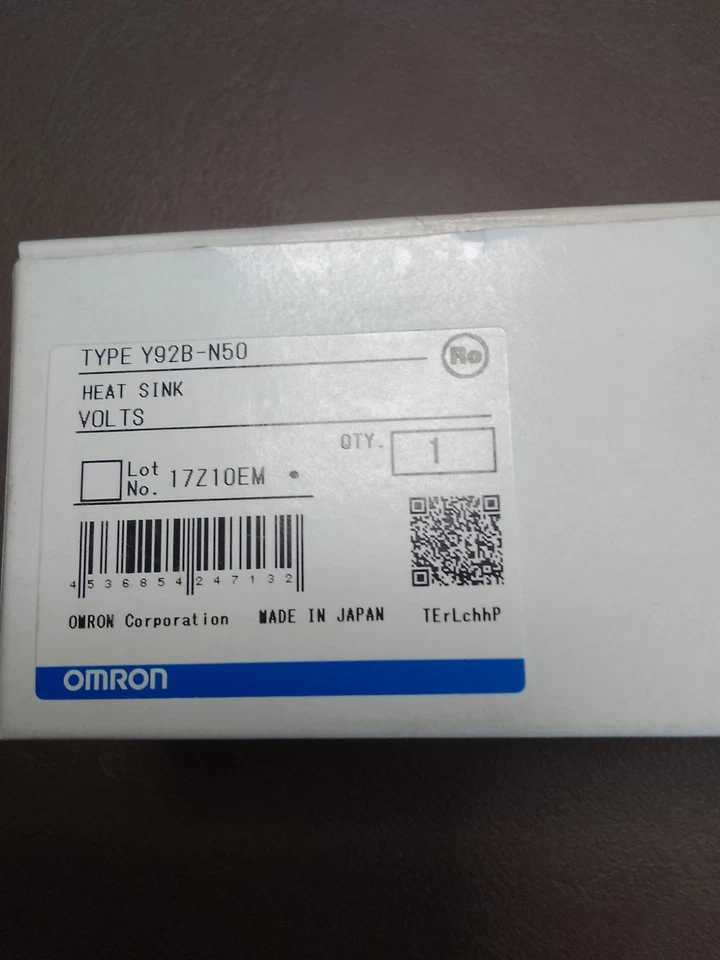 TYPE Y92B-N50
Ro
HEAT SINK
VOLTS
QTY. 1
Lot No. 17Z10EM
4 536854 247132
OMRON Corporation MADE IN JAPAN TErLchhP
OMRON